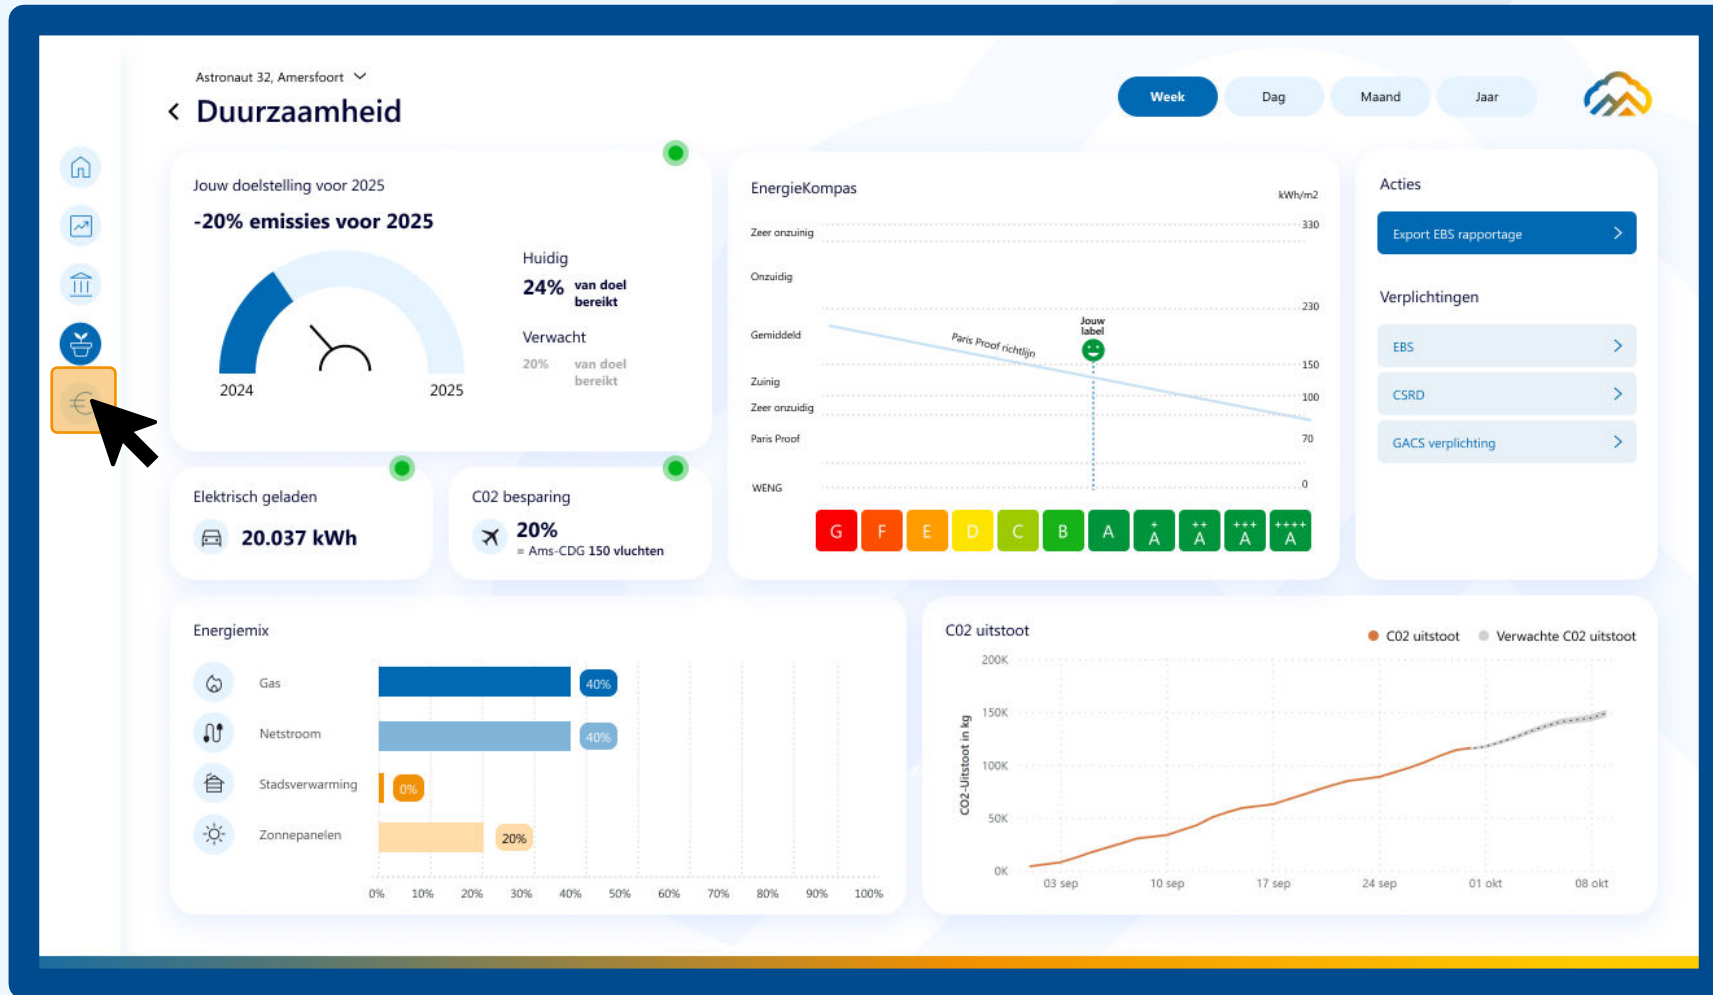 Astronaut 32, Amersfoort
Duurzaamheid
Week
Dag
Maand
Jaar
Jouw doelstelling voor 2025
-20% emissies voor 2025
Huidig
24% van doel bereikt
Verwacht
20% van doel bereikt
2024
2025
Elektrisch geladen
20.037 kWh
C02 besparing
20%
= Ams-CDG 150 vluchten
EnergieKompas
kWh/m2
Zeer onzuinig
330
Onzuidig
230
Gemiddeld
Paris Proof richtlijn
Jouw label
150
Zuinig
100
Zeer onzuidig
Paris Proof
70
WENG
0
G F E D C B A + A ++ A +++ A ++++ A
Acties
Export EBS rapportage
Verplichtingen
EBS
CSRD
GACS verplichting
Energiemix
Gas
40%
Netstroom
40%
Stadsverwarming
0%
Zonnepanelen
20%
0% 10% 20% 30% 40% 50% 60% 70% 80% 90% 100%
C02 uitstoot
C02 uitstoot
Verwachte C02 uitstoot
CO2-Uitstoot in kg
200K
150K
100K
50K
0K
03 sep 10 sep 17 sep 24 sep 01 okt 08 okt